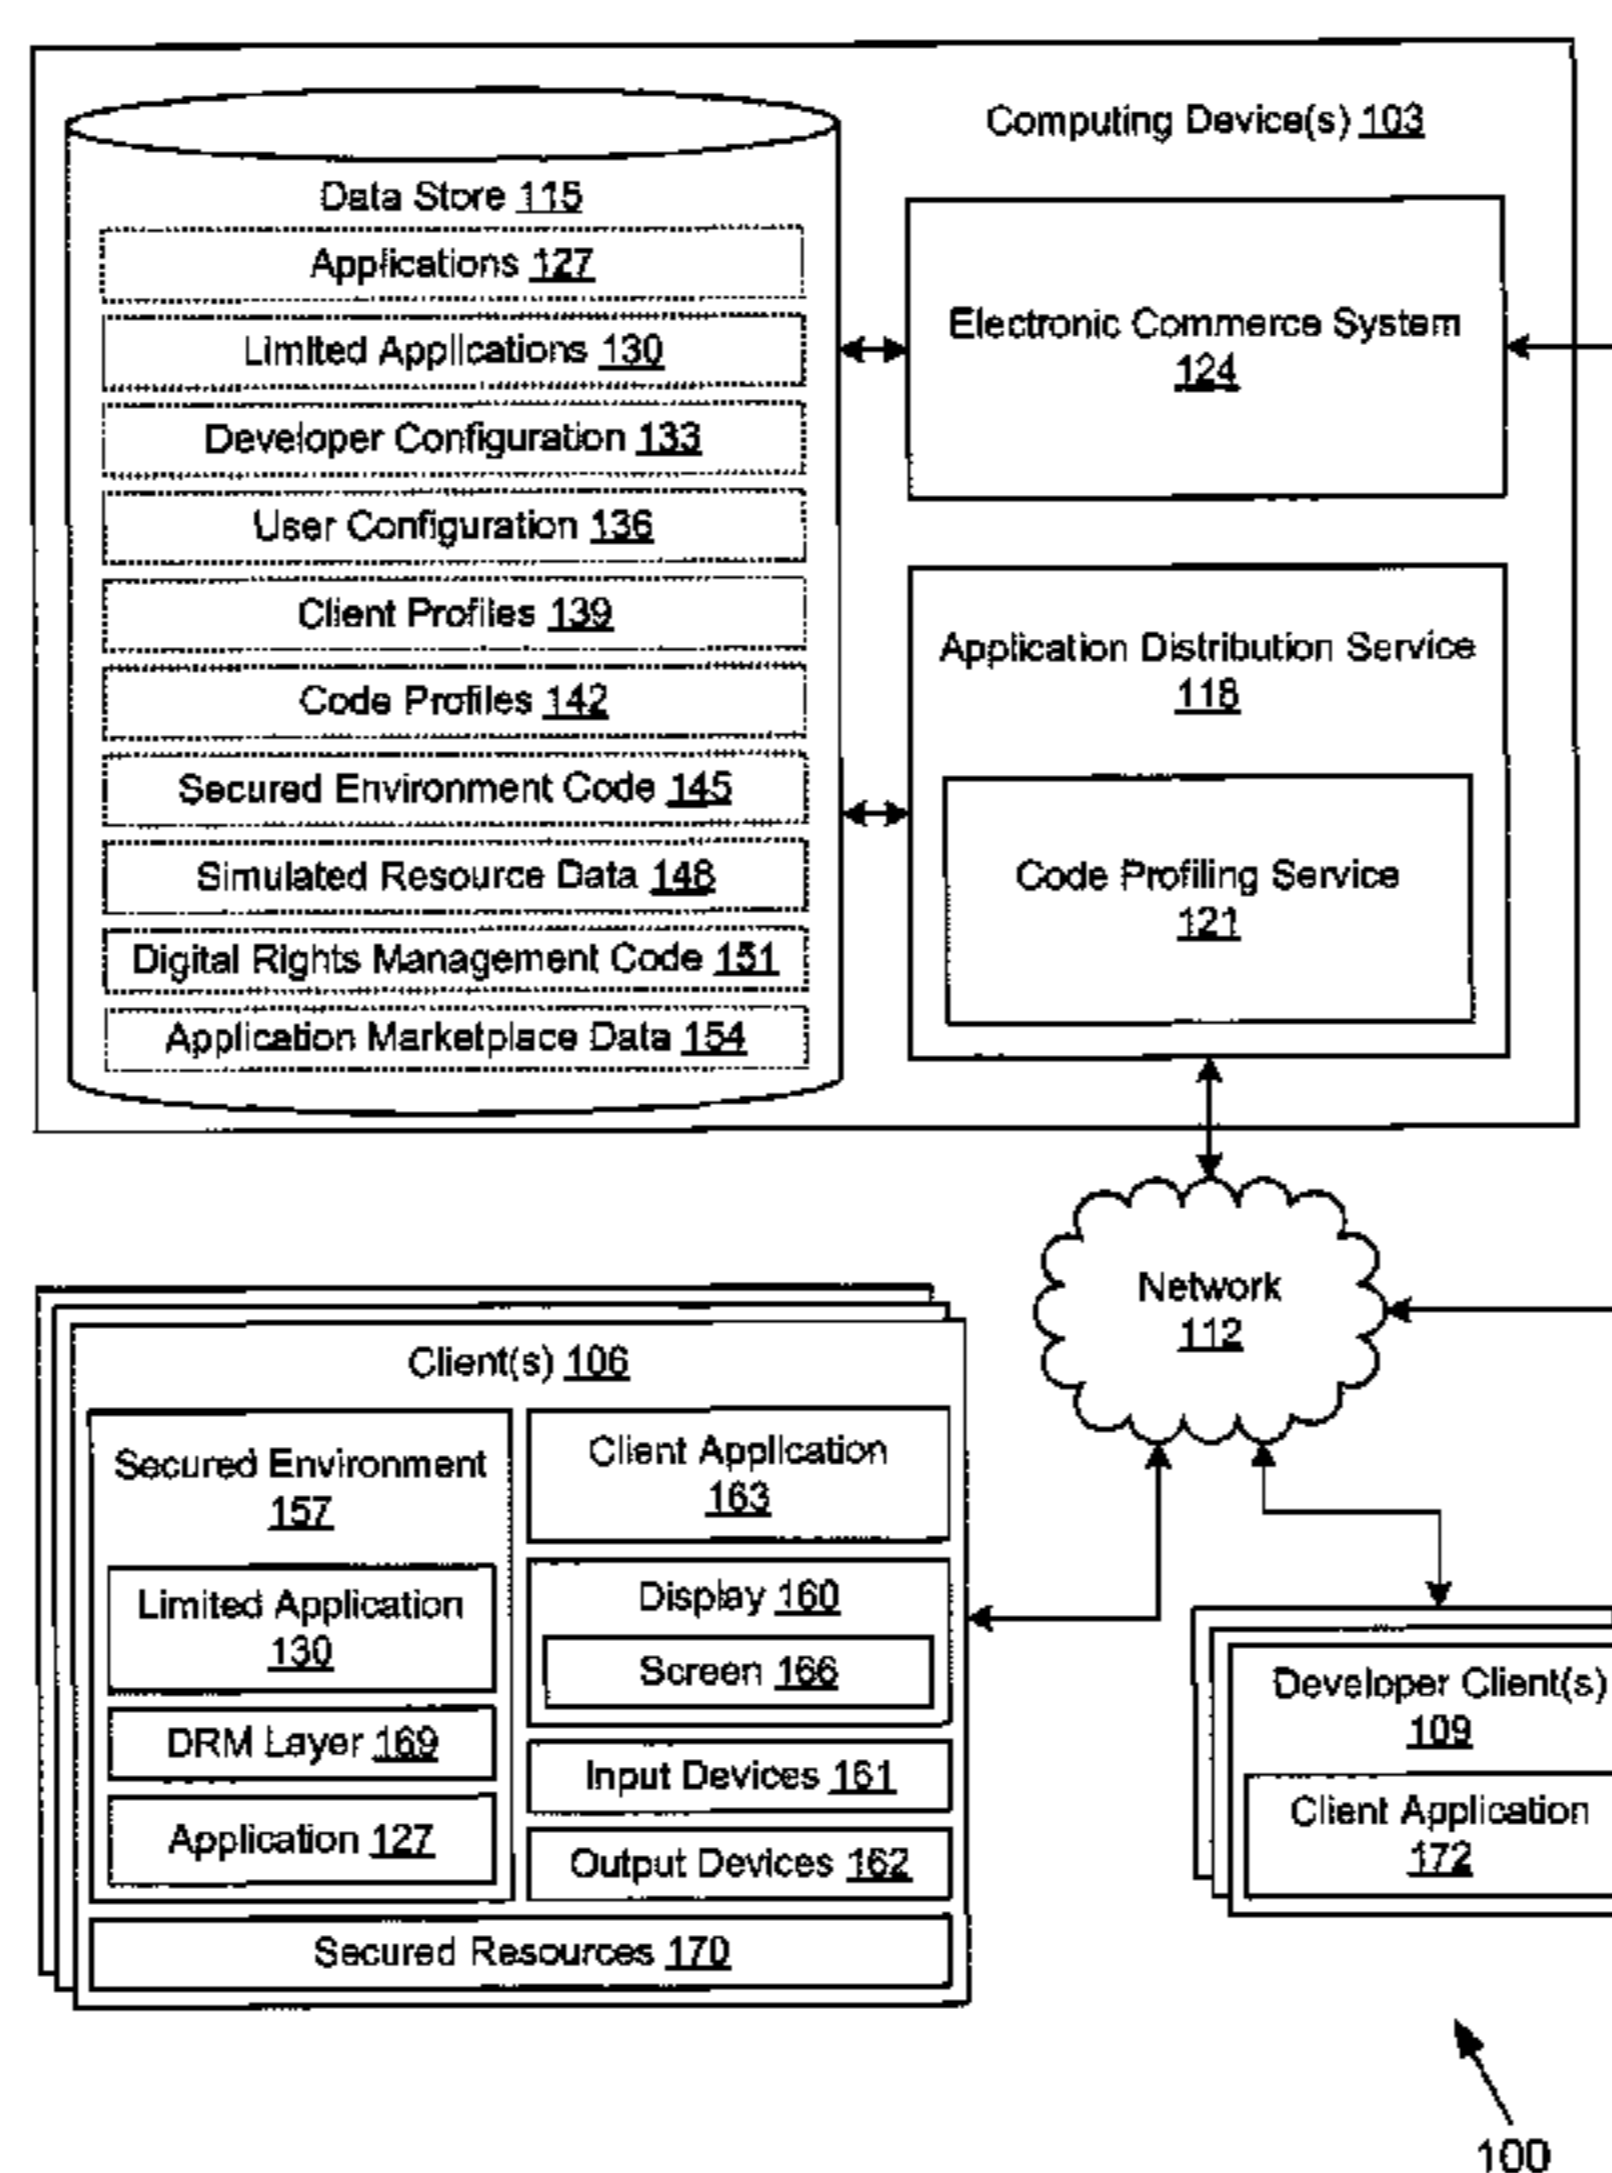 Computing Device(s) 103
Data Store 115
Applications 127
Limited Applications 130
Developer Configuration 133
User Configuration 136
Client Profiles 139
Code Profiles 142
Secured Environment Code 145
Simulated Resource Data 148
Digital Rights Management Code 151
Application Marketplace Data 154
Electronic Commerce System
124
Application Distribution Service
118
Code Profiling Service
121
Network
112
Client(s) 106
Secured Environment
157
Limited Application
130
DRM Layer 169
Application 127
Client Application
163
Display 160
Screen 166
Input Devices 161
Output Devices 162
Secured Resources 170
Developer Client(s)
109
Client Application
172
100